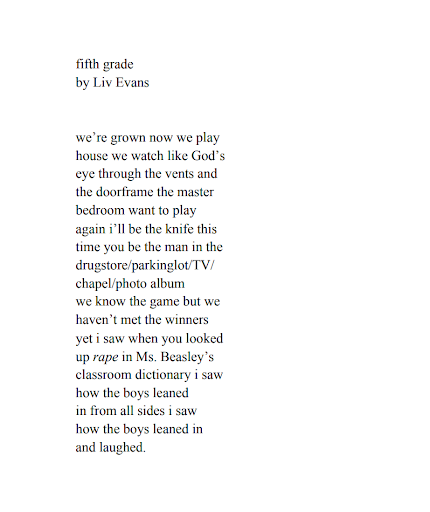 fifth grade
by Liv Evans
we’re grown now we play
house we watch like God’s
eye through the vents and
the doorframe the master
bedroom want to play
again i’ll be the knife this
time you be the man in the
drugstore/parkinglot/TV/
chapel/photo album
we know the game but we
haven’t met the winners
yet i saw when you looked
up rape in Ms. Beasley’s
classroom dictionary i saw
how the boys leaned
in from all sides i saw
how the boys leaned in
and laughed.